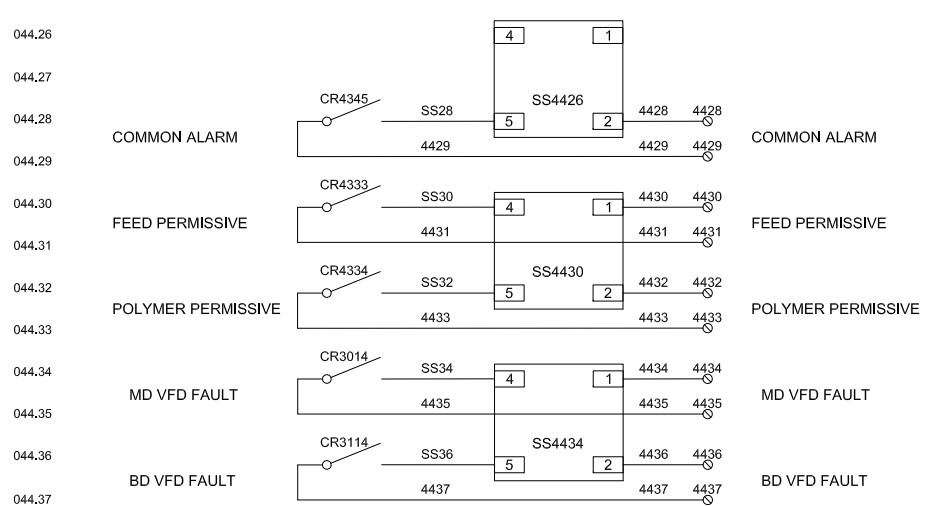 044.26 4 1
044.27
CR4345 SS28 SS4426 4428 4428
044.28 5 2
COMMON ALARM 4429 4429 4429 COMMON ALARM
044.29
CR4333 SS30 4430 4430
044.30 4 1
FEED PERMISSIVE 4431 4431 4431 FEED PERMISSIVE
044.31
CR4334 SS32 SS4430 4432 4432
044.32 5 2
POLYMER PERMISSIVE 4433 4433 4433 POLYMER PERMISSIVE
044.33
CR3014 SS34 4434 4434
044.34 4 1
MD VFD FAULT 4435 4435 4435 MD VFD FAULT
044.35
CR3114 SS36 SS4434 4436 4436
044.36 5 2
BD VFD FAULT 4437 4437 4437 BD VFD FAULT
044.37